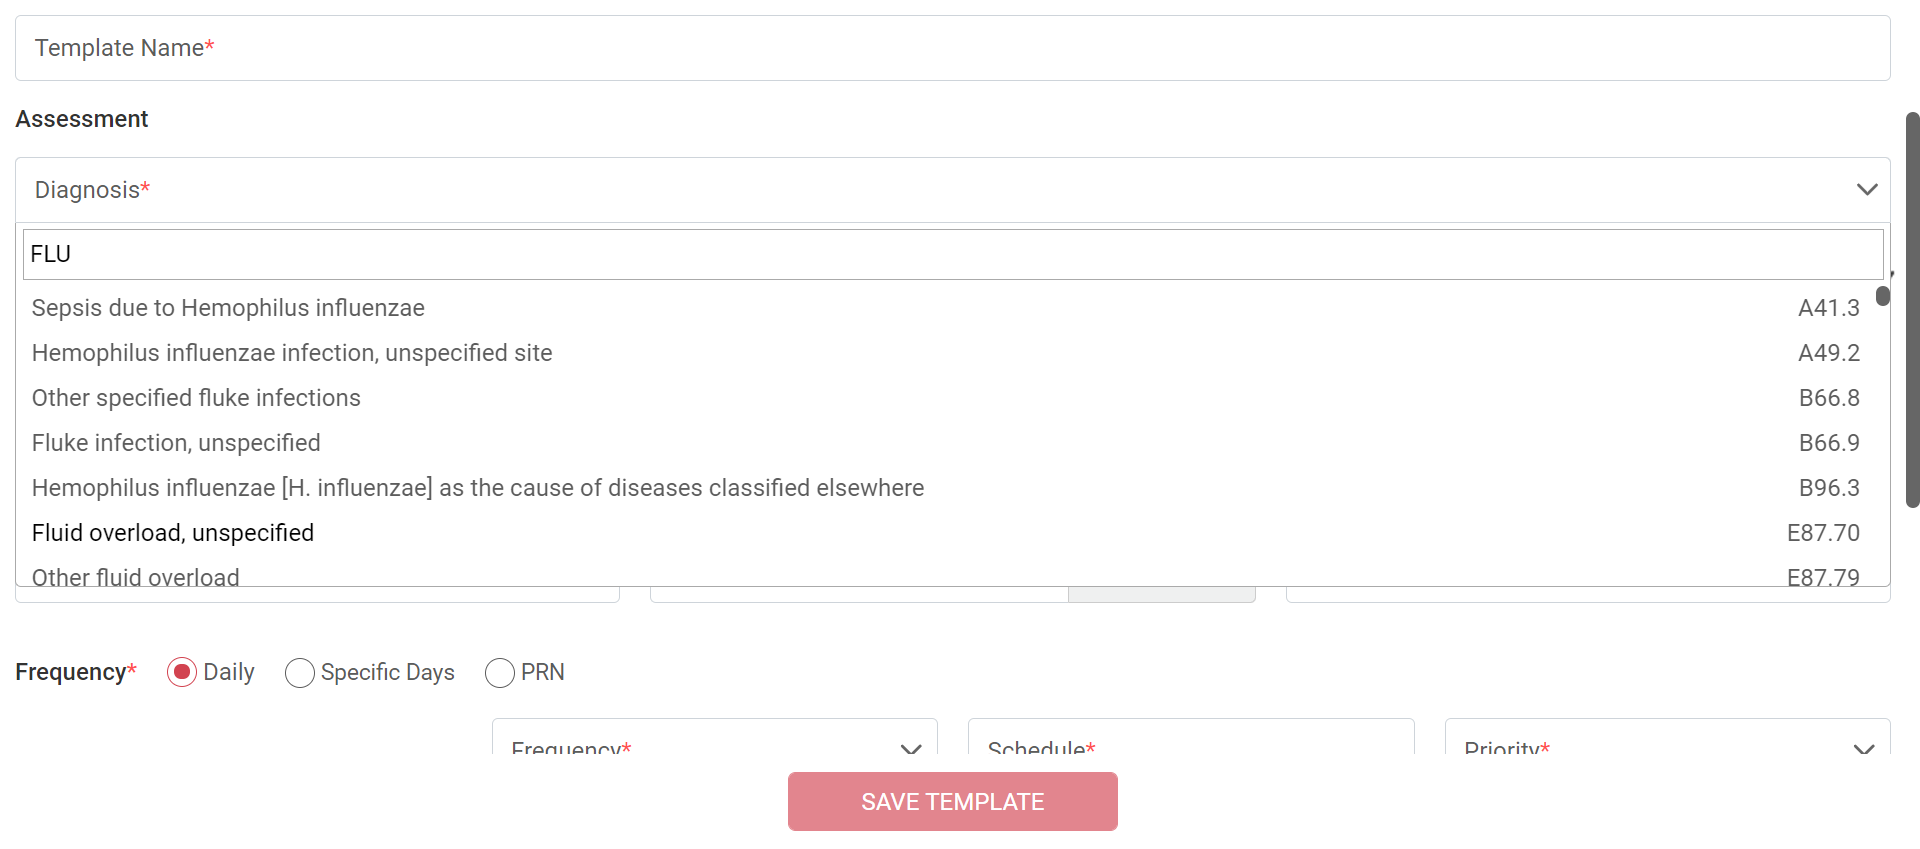 Template Name*
Assessment
Diagnosis*
FLU
Sepsis due to Hemophilus influenzae A41.3
Hemophilus influenzae infection, unspecified site A49.2
Other specified fluke infections B66.8
Fluke infection, unspecified B66.9
Hemophilus influenzae [H. influenzae] as the cause of diseases classified elsewhere B96.3
Fluid overload, unspecified E87.70
Other fluid overload E87.79
Frequency* Daily Specific Days PRN
Frequency* Schedule* Priority*
SAVE TEMPLATE